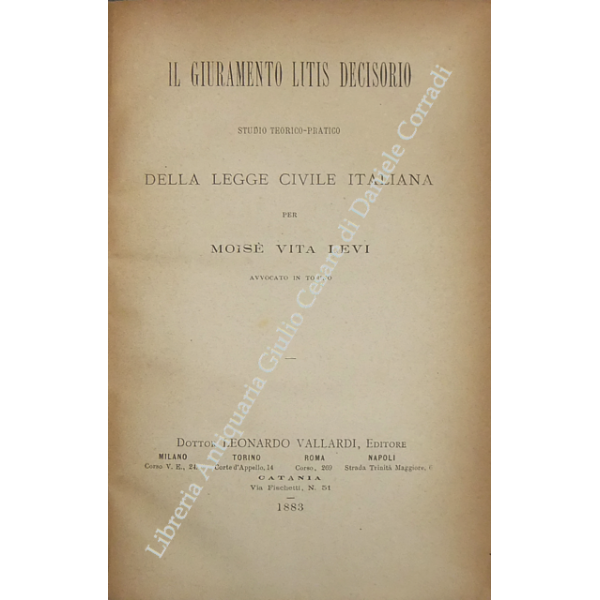 IL GIURAMENTO LITIS DECISORIO
STUDIO TEORICO-PRATICO
DELLA LEGGE CIVILE ITALIANA
PER
MOISÈ VITA LEVI
AVVOCATO IN
DOTTOR LEONARDO VALLARDI, EDITORE
MILANO TORINO ROMA NAPOLI
Corso V. E., Corte d'Appello, 14 Corso, 269 Strada Trinità Maggiore, 6
CATANIA
Via N. 51
1883
Libreria Antiquaria Giulio Cesare di Daniele Corradi